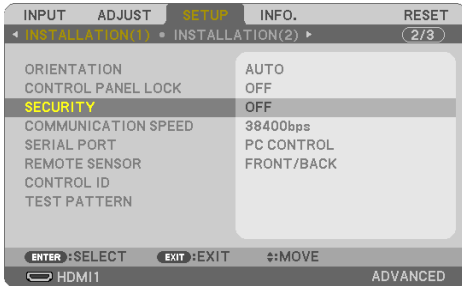 INPUT ADJUST SETUP INFO. RESET
◂ INSTALLATION(1) ● INSTALLATION(2) ▸ 2/3
ORIENTATION AUTO
CONTROL PANEL LOCK OFF
SECURITY OFF
COMMUNICATION SPEED 38400bps
SERIAL PORT PC CONTROL
REMOTE SENSOR FRONT/BACK
CONTROL ID
TEST PATTERN
ENTER :SELECT EXIT :EXIT :MOVE
HDMI1 ADVANCED